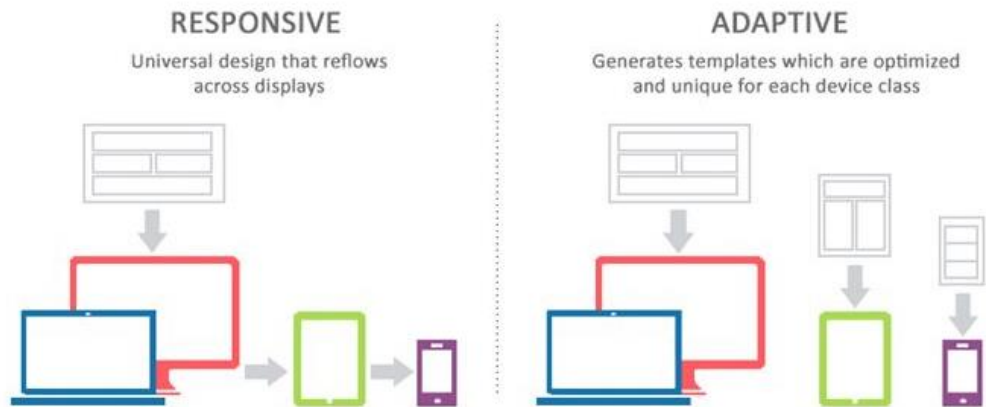 RESPONSIVE
Universal design that reflows
across displays
ADAPTIVE
Generates templates which are optimized
and unique for each device class